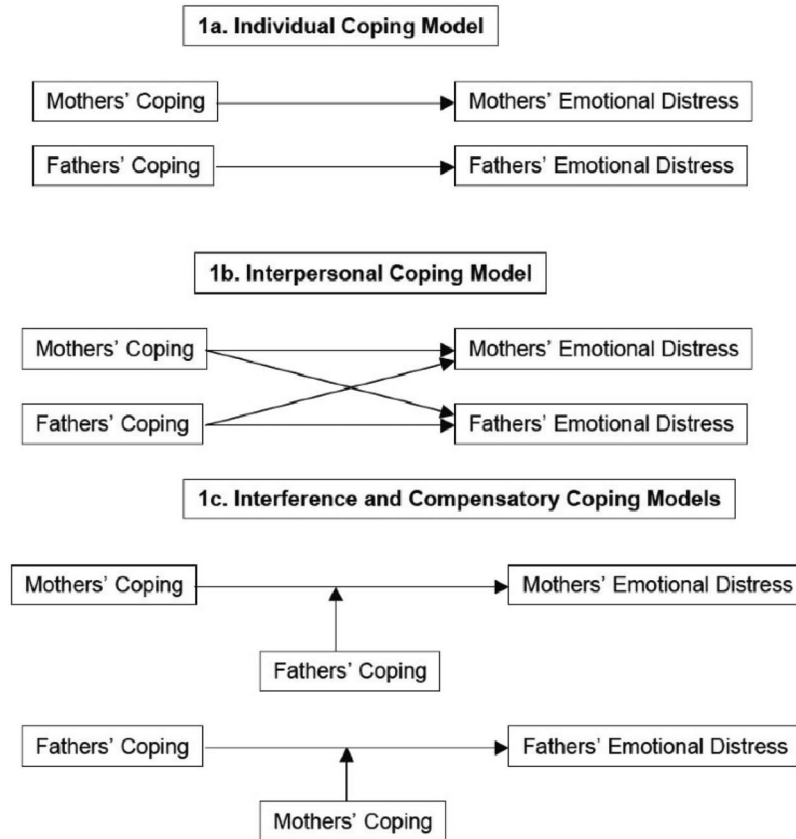 1a. Individual Coping Model
Mothers’ Coping
Mothers’ Emotional Distress
Fathers’ Coping
Fathers’ Emotional Distress
1b. Interpersonal Coping Model
Mothers’ Coping
Mothers’ Emotional Distress
Fathers’ Coping
Fathers’ Emotional Distress
1c. Interference and Compensatory Coping Models
Mothers’ Coping
Mothers’ Emotional Distress
Fathers’ Coping
Fathers’ Coping
Fathers’ Emotional Distress
Mothers’ Coping